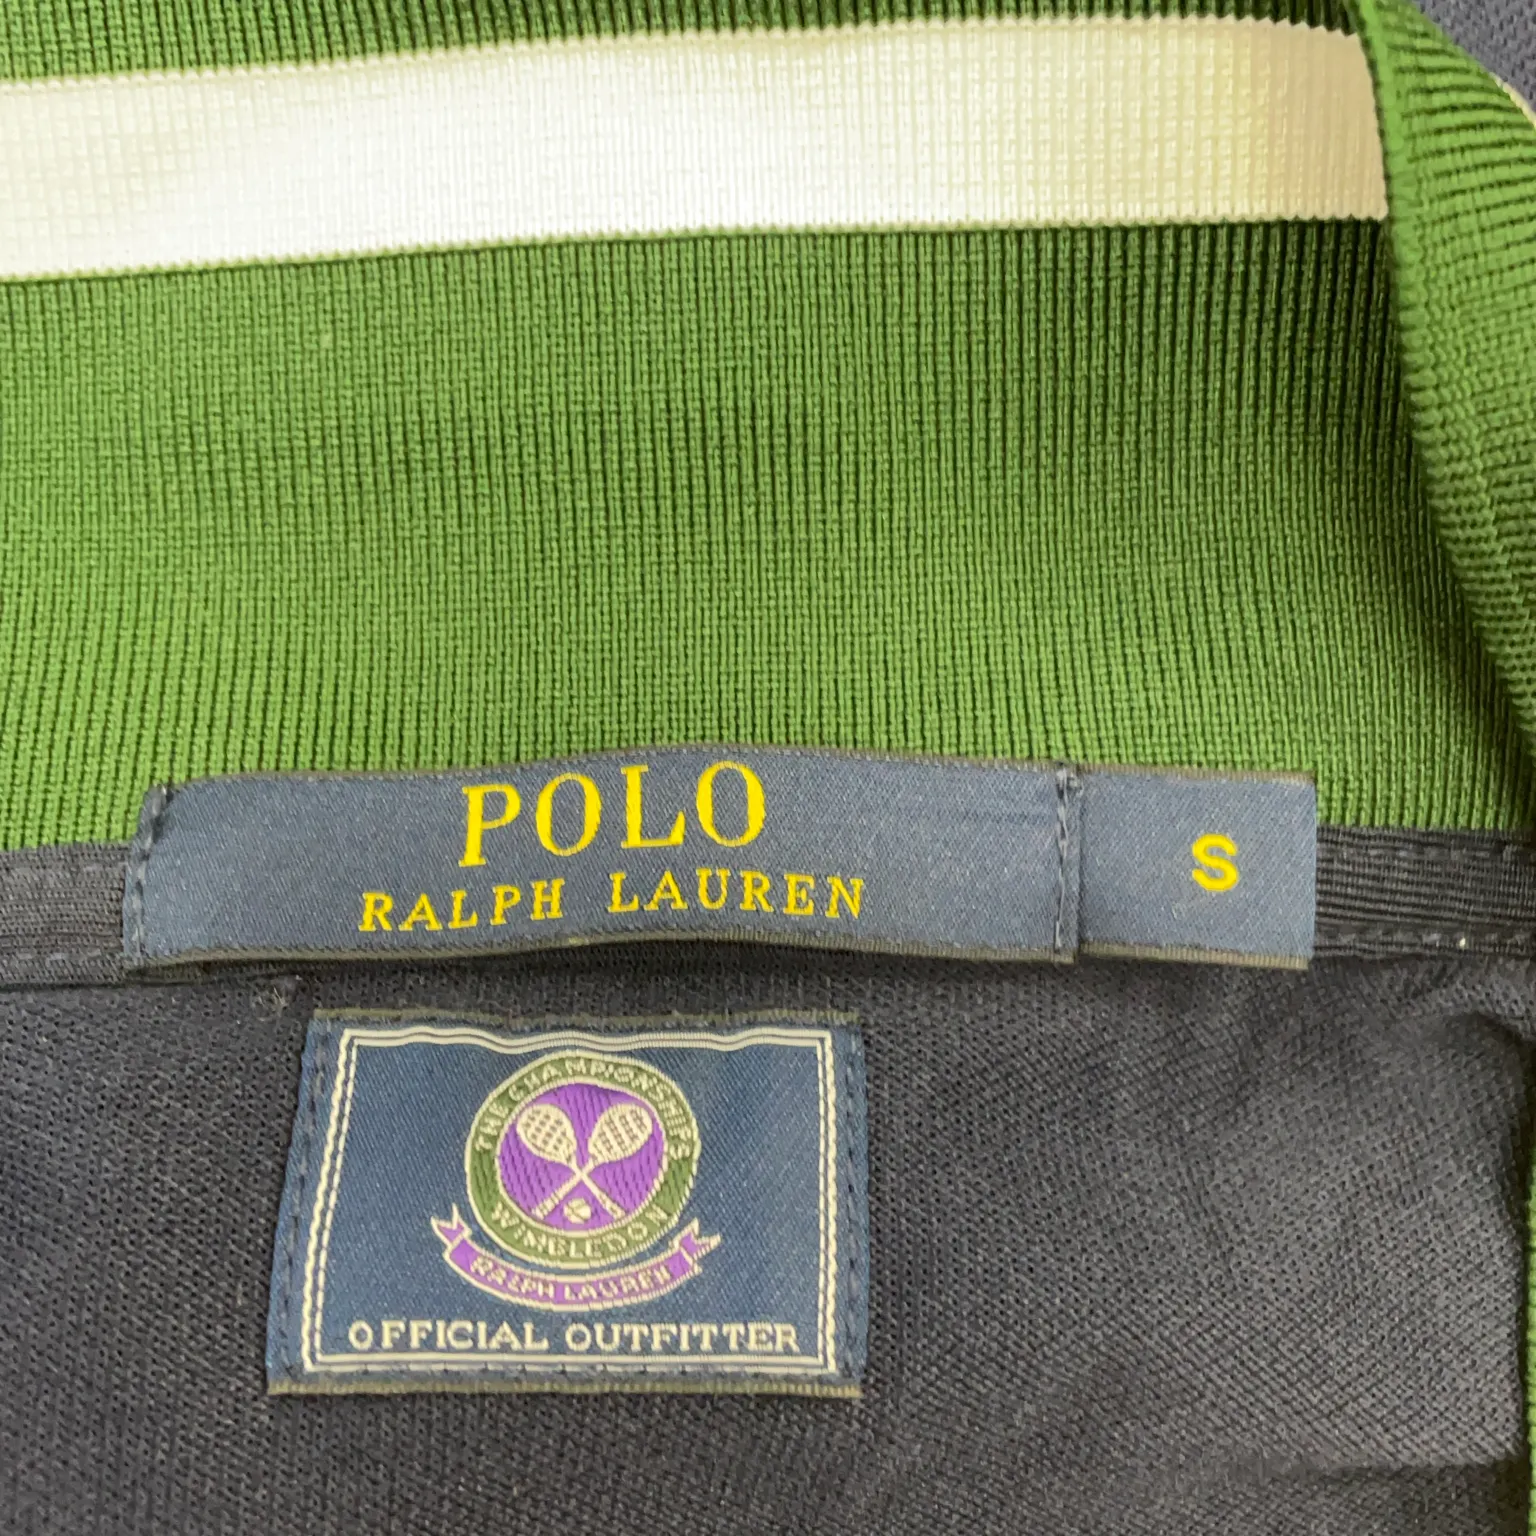 POLO
RALPH LAUREN
S
THE CHAMPIONSHIPS
WIMBLEDON
RALPH LAUREN
OFFICIAL OUTFITTER